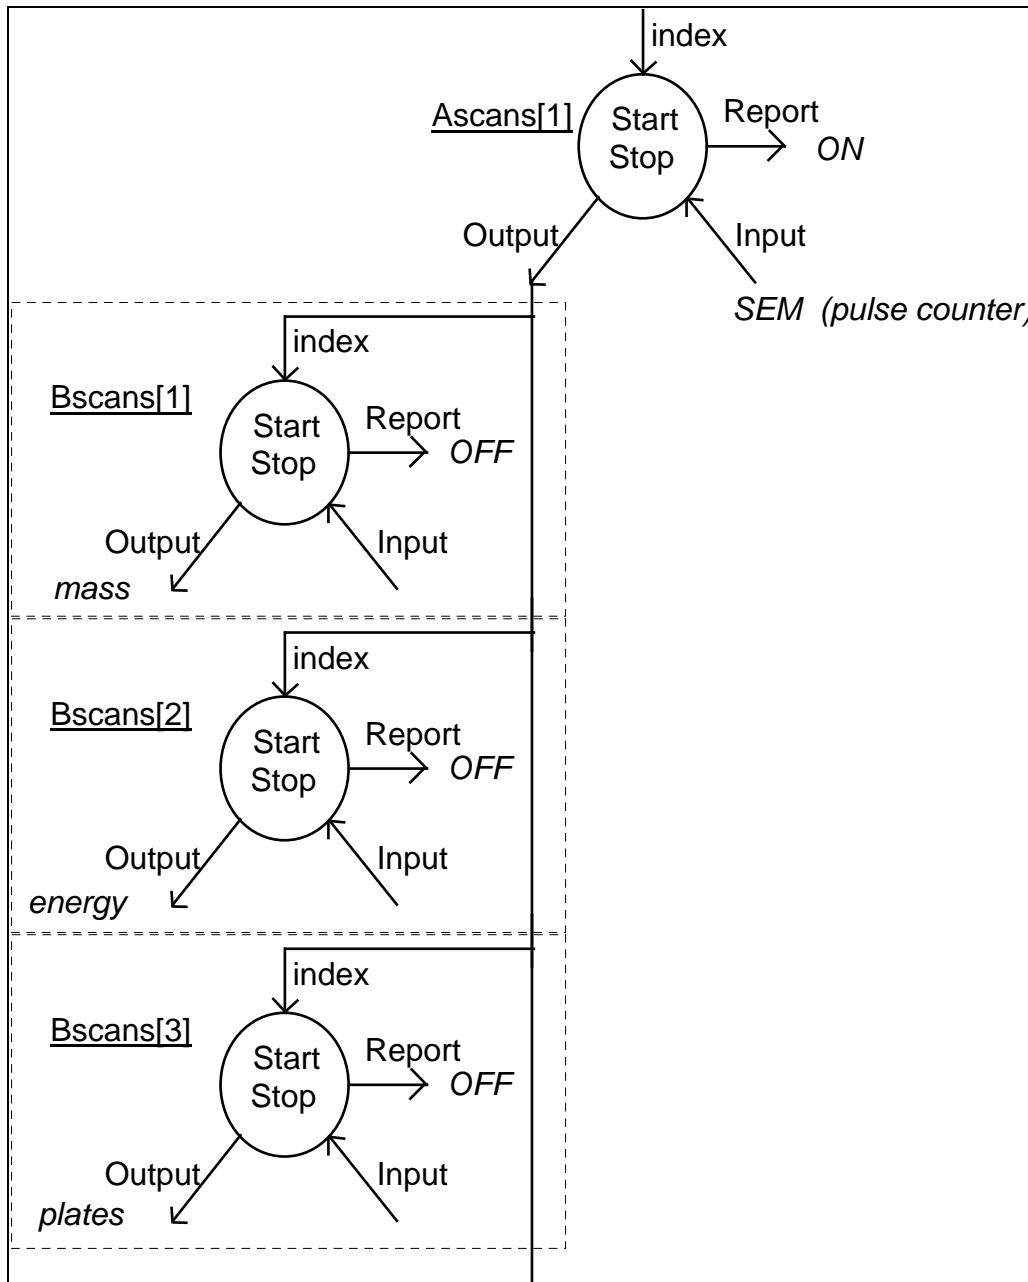 index
Ascans[1]
Start
Stop
Report
ON
Output
Input
SEM (pulse counter)
index
Bscans[1]
Start
Stop
Report
OFF
Output
Input
mass
index
Bscans[2]
Start
Stop
Report
OFF
Output
Input
energy
index
Bscans[3]
Start
Stop
Report
OFF
Output
Input
plates